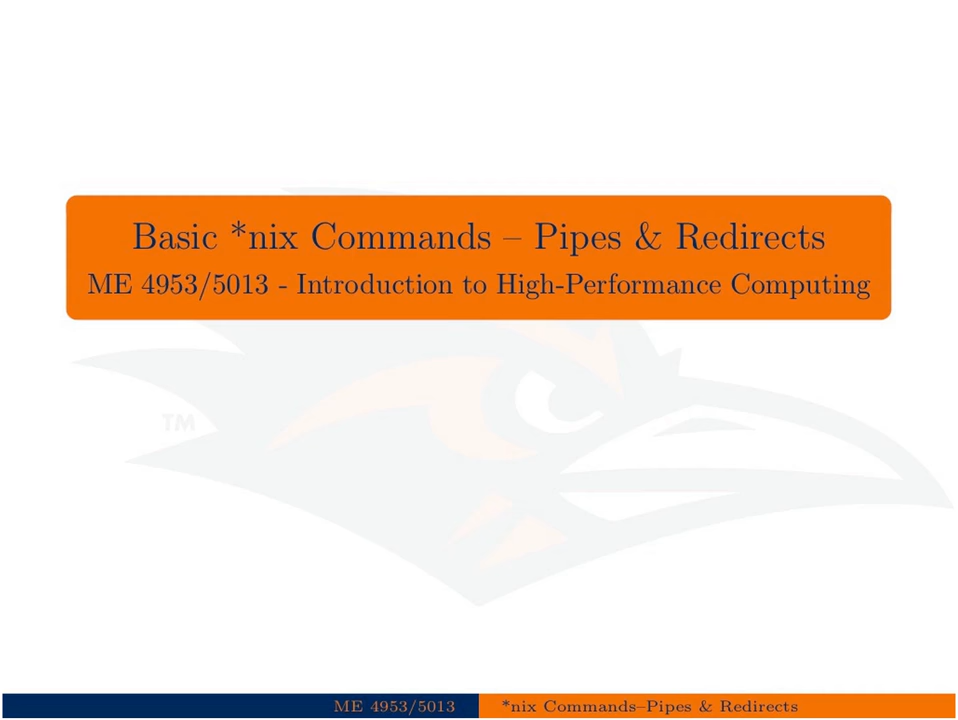 Basic *nix Commands – Pipes & Redirects
ME 4953/5013 - Introduction to High-Performance Computing
TM
ME 4953/5013
*nix Commands–Pipes & Redirects